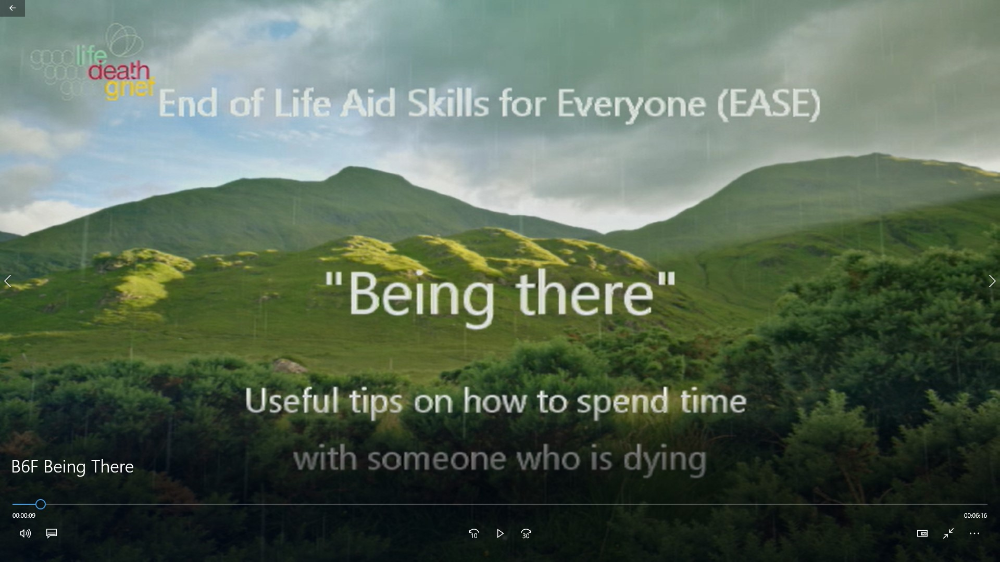 good life
good death
good grief
End of Life Aid Skills for Everyone (EASE)
"Being there"
Useful tips on how to spend time
with someone who is dying
B6F Being There
00:00:09
00:06:16
10
30